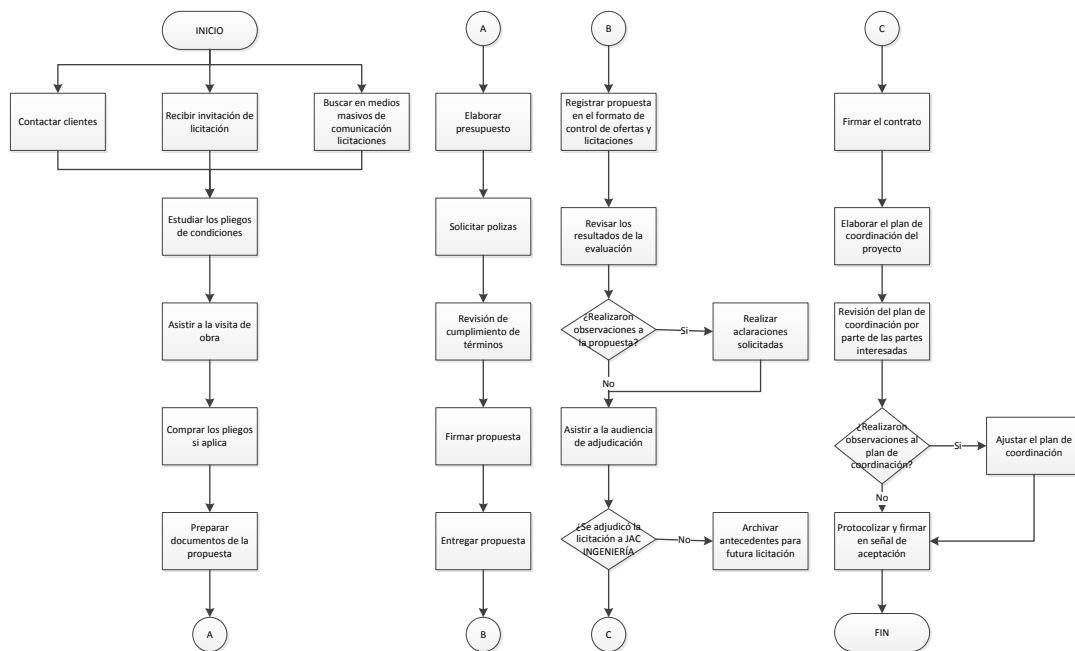 INICIO
Contactar clientes
Recibir invitación de
licitación
Buscar en medios
masivos de
comunicación
licitaciones
Estudiar los pliegos
de condiciones
Asistir a la visita de
obra
Comprar los pliegos
si aplica
Preparar
documentos de la
propuesta
A
A
Elaborar
presupuesto
Solicitar polizas
Revisión de
cumplimiento de
términos
Firmar propuesta
Entregar propuesta
B
B
Registrar propuesta
en el formato de
control de ofertas y
licitaciones
Revisar los
resultados de la
evaluación
¿Realizaron
observaciones a
la propuesta?
Si
Realizar
aclaraciones
solicitadas
No
Asistir a la audiencia
de adjudicación
¿Se adjudicó la
licitación a JAC
INGENIERÍA
No
Archivar
antecedentes para
futura licitación
C
C
Firmar el contrato
Elaborar el plan de
coordinación del
proyecto
Revisión del plan de
coordinación por
parte de las partes
interesadas
¿Realizaron
observaciones al
plan de
coordinación?
Si
Ajustar el plan de
coordinación
No
Protocolizar y firmar
en señal de
aceptación
FIN